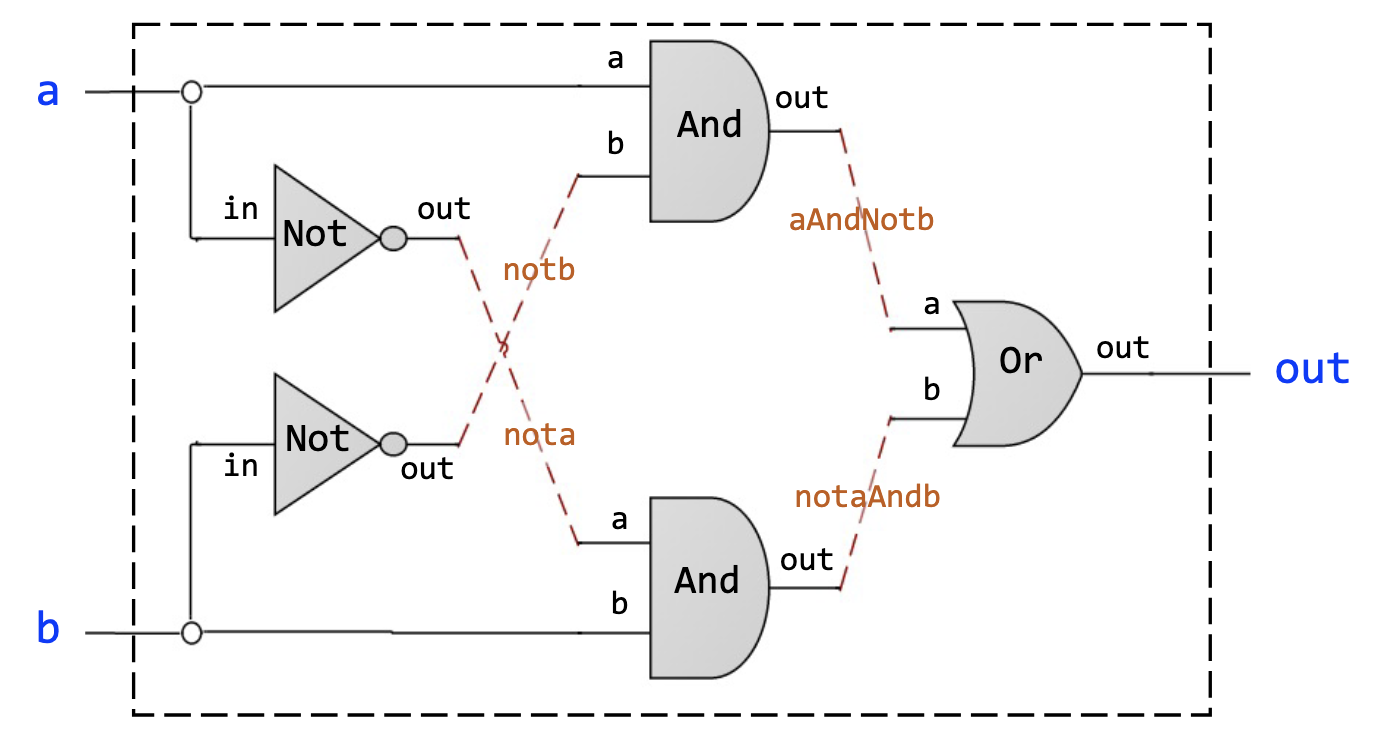 a
a
And
out
b
in
Not
out
aAndNotb
notb
a
Or
out
out
b
Not
in
out
nota
notaAndb
a
And
out
b
b